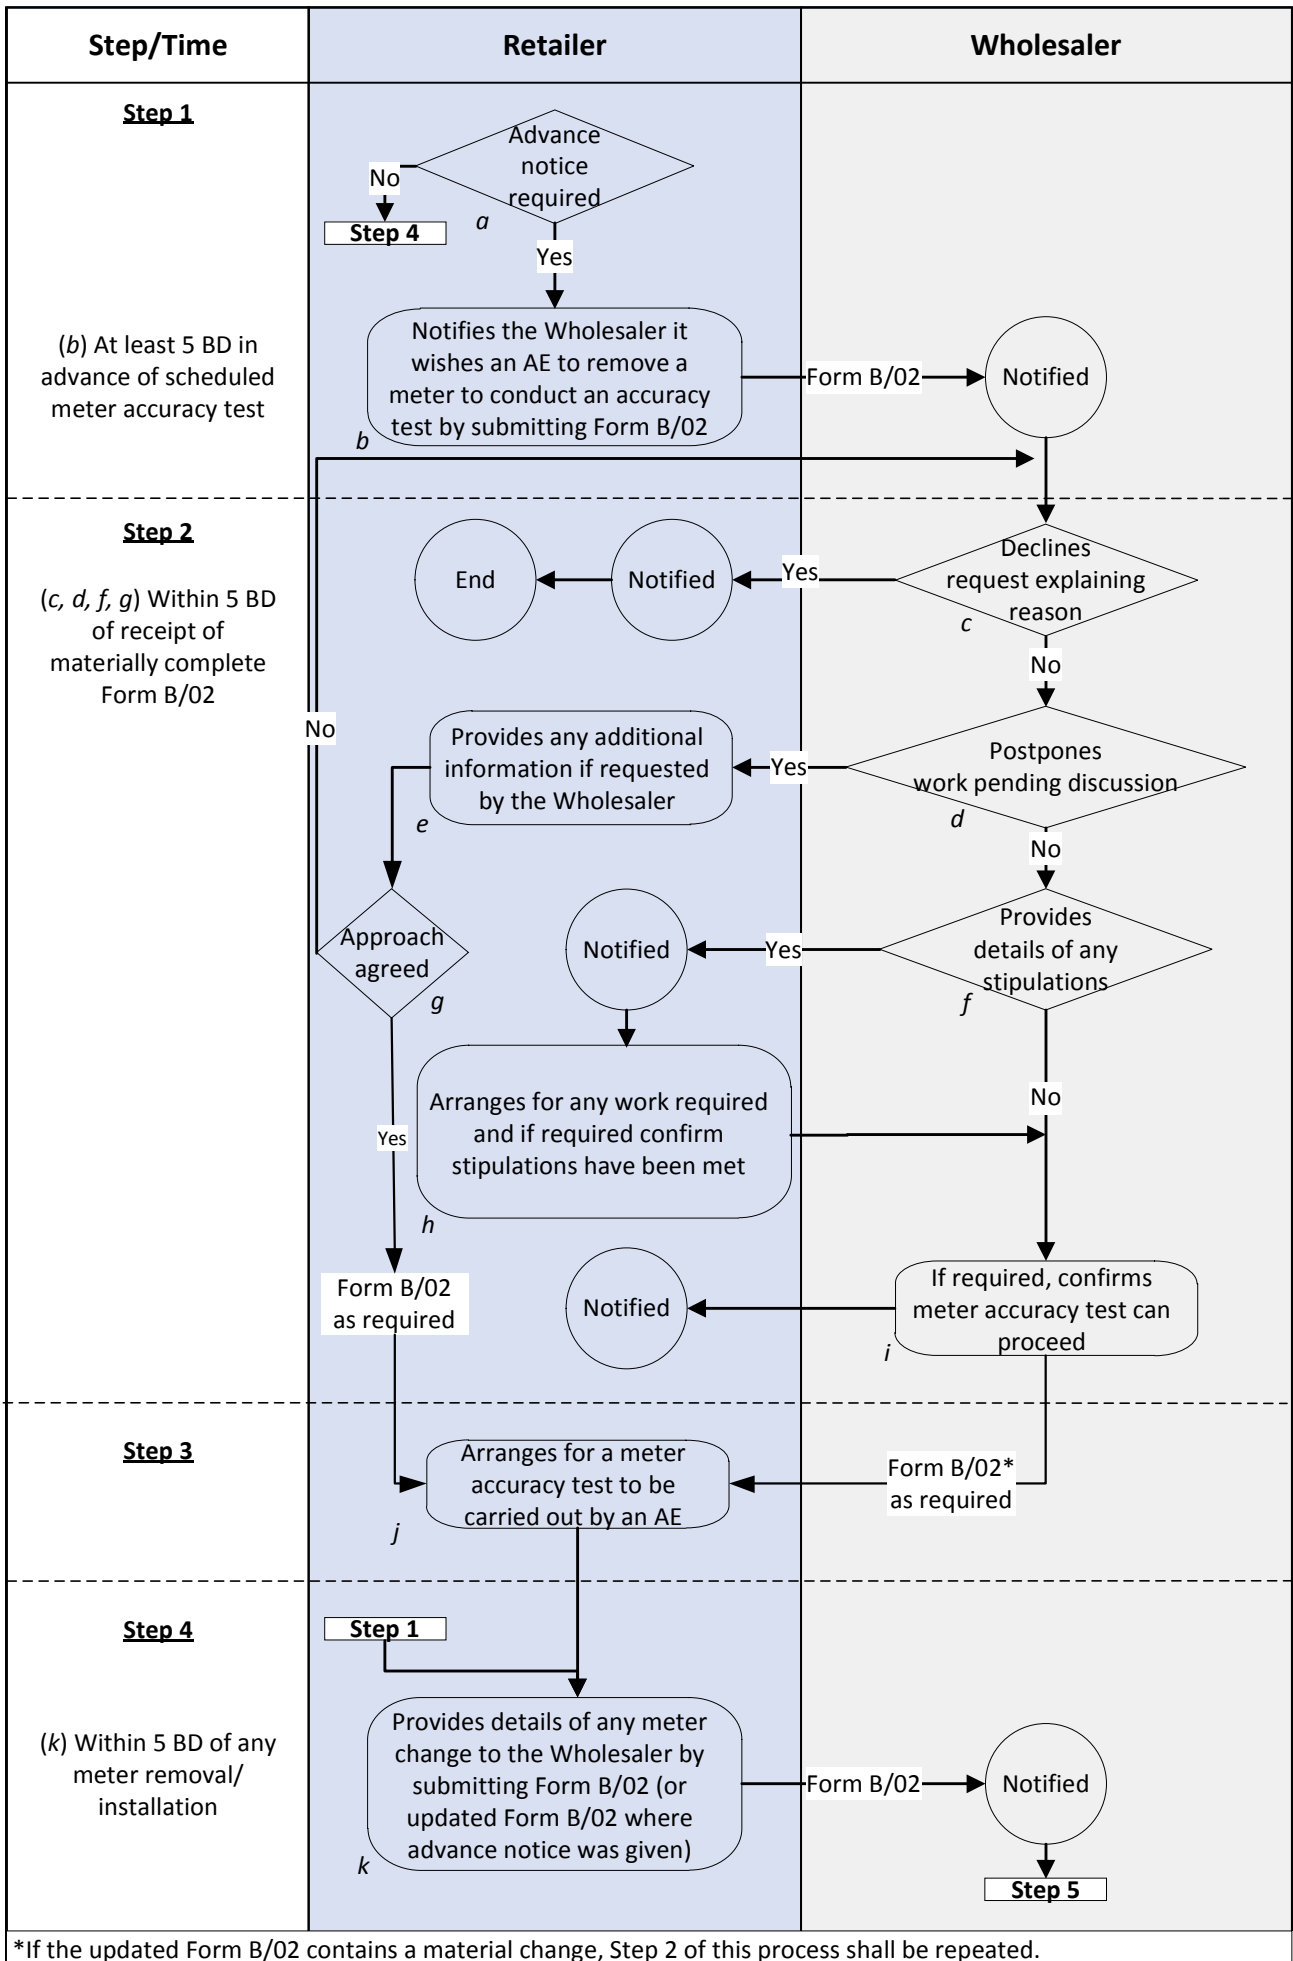 Step/Time
Retailer
Wholesaler
Step 1
Advance
notice
required
No
a
Step 4
Yes
(b) At least 5 BD in
advance of scheduled
meter accuracy test
Notifies the Wholesaler it
wishes an AE to remove a
meter to conduct an accuracy
test by submitting Form B/02
b
Form B/02
Notified
Step 2
(c, d, f, g) Within 5 BD
of receipt of
materially complete
Form B/02
End
Notified
Yes
Declines
request explaining
reason
c
No
No
Provides any additional
information if requested
by the Wholesaler
e
Yes
Postpones
work pending discussion
d
No
Approach
agreed
g
Notified
Yes
Provides
details of any
stipulations
f
No
Yes
Arranges for any work required
and if required confirm
stipulations have been met
h
Form B/02
as required
Notified
If required, confirms
meter accuracy test can
proceed
i
Step 3
Arranges for a meter
accuracy test to be
carried out by an AE
j
Form B/02*
as required
Step 4
Step 1
(k) Within 5 BD of any
meter removal/
installation
Provides details of any meter
change to the Wholesaler by
submitting Form B/02 (or
updated Form B/02 where
advance notice was given)
k
Form B/02
Notified
Step 5
*If the updated Form B/02 contains a material change, Step 2 of this process shall be repeated.